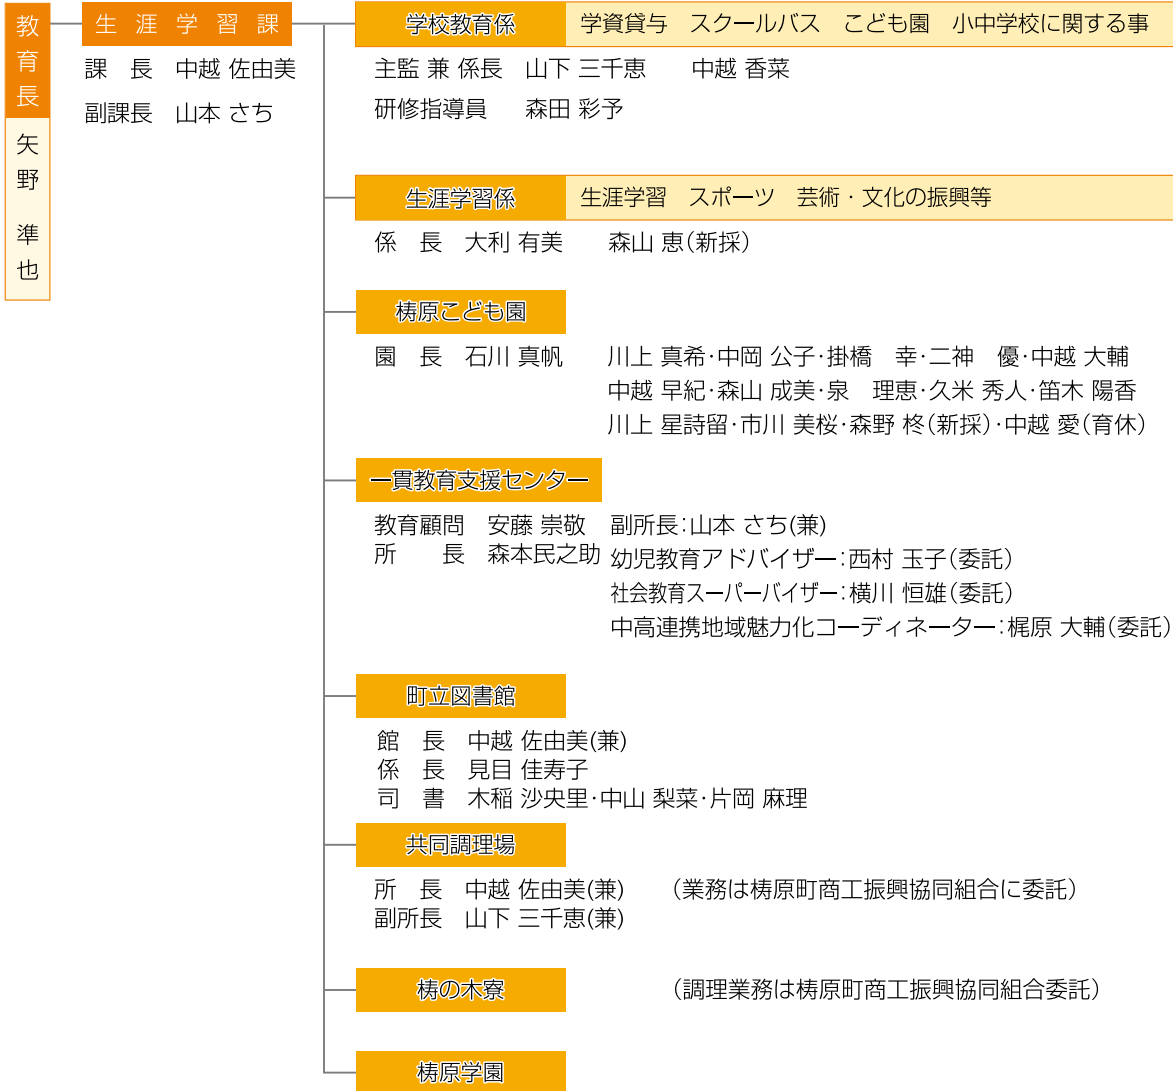 教育長
矢野 準也
生涯学習課
課　長　中越 佐由美
副課長　山本 さち
学校教育係　学資貸与　スクールバス　こども園　小中学校に関する事
主監 兼 係長　山下 三千恵　　中越 香菜
研修指導員　森田 彩予
生涯学習係　生涯学習　スポーツ　芸術・文化の振興等
係　長　大利 有美　　森山 恵(新採)
梼原こども園
園　長　石川 真帆　　川上 真希・中岡 公子・掛橋　幸・二神　優・中越 大輔
中越 早紀・森山 成美・泉　理恵・久米 秀人・笛木 陽香
川上 星詩留・市川 美桜・森野 柊(新採)・中越 愛(育休)
一貫教育支援センター
教育顧問　安藤 崇敬　副所長:山本 さち(兼)
所　　長　森本民之助
幼児教育アドバイザー:西村 玉子(委託)
社会教育スーパーバイザー:横川 恒雄(委託)
中高連携地域魅力化コーディネーター:梶原 大輔(委託)
町立図書館
館　長　中越 佐由美(兼)
係　長　見目 佳寿子
司　書　木稲 沙央里・中山 梨菜・片岡 麻理
共同調理場
所　長　中越 佐由美(兼)　　(業務は梼原町商工振興協同組合に委託)
副所長　山下 三千恵(兼)
梼の木寮　(調理業務は梼原町商工振興協同組合委託)
梼原学園